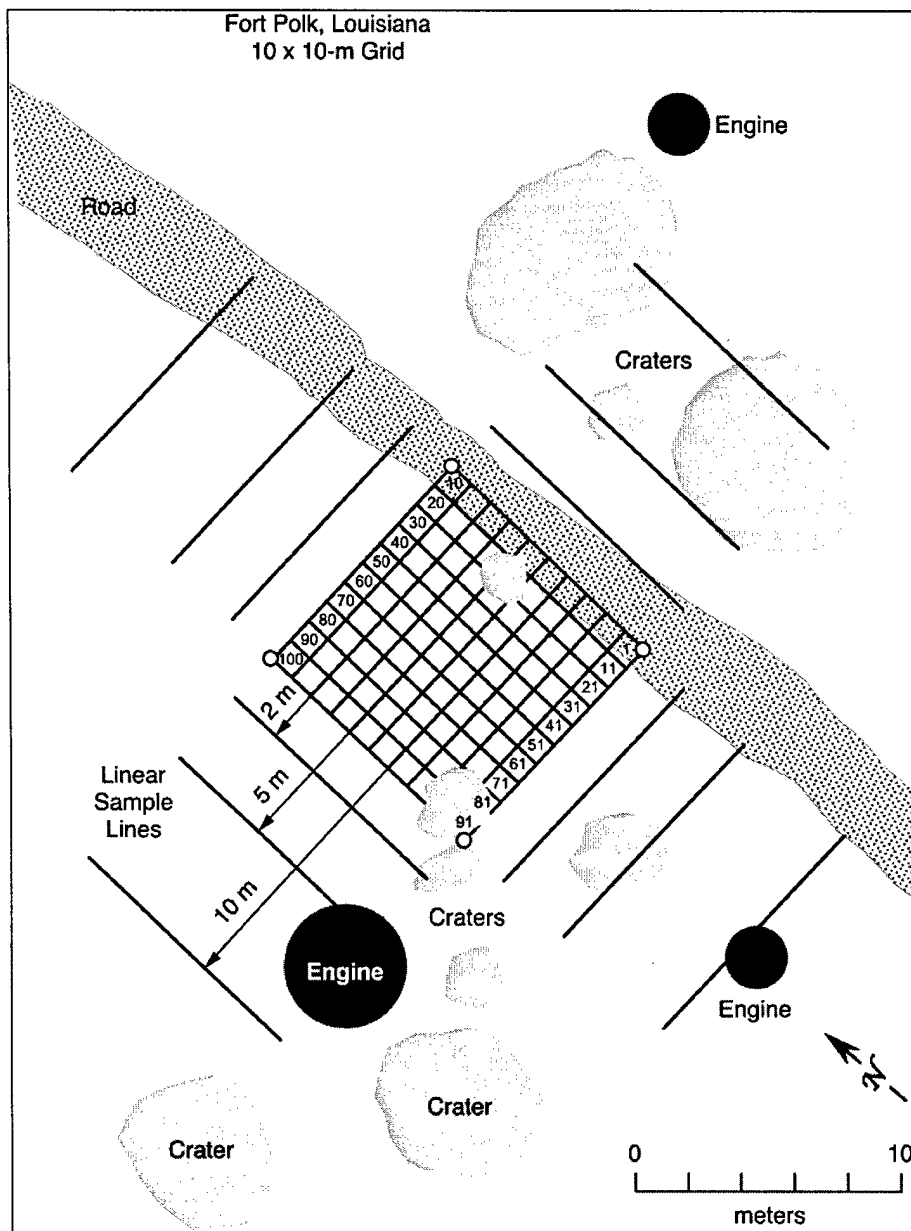 Fort Polk, Louisiana
10 x 10-m Grid
Engine
Road
Craters
10
20
30
40
50
60
70
80
90
100
1
11
21
31
41
51
61
71
81
91
2 m
5 m
10 m
Linear
Sample
Lines
Craters
Engine
Engine
Crater
Crater
N
0
10
meters